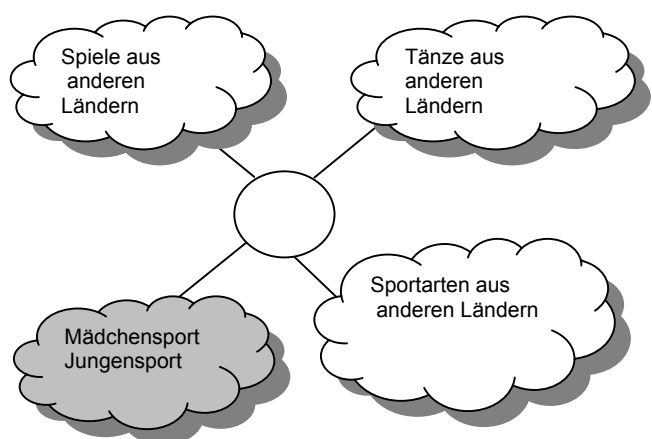 Spiele aus
anderen
Ländern
Tänze aus
anderen
Ländern
Sportarten aus
anderen Ländern
Mädchensport
Jungensport